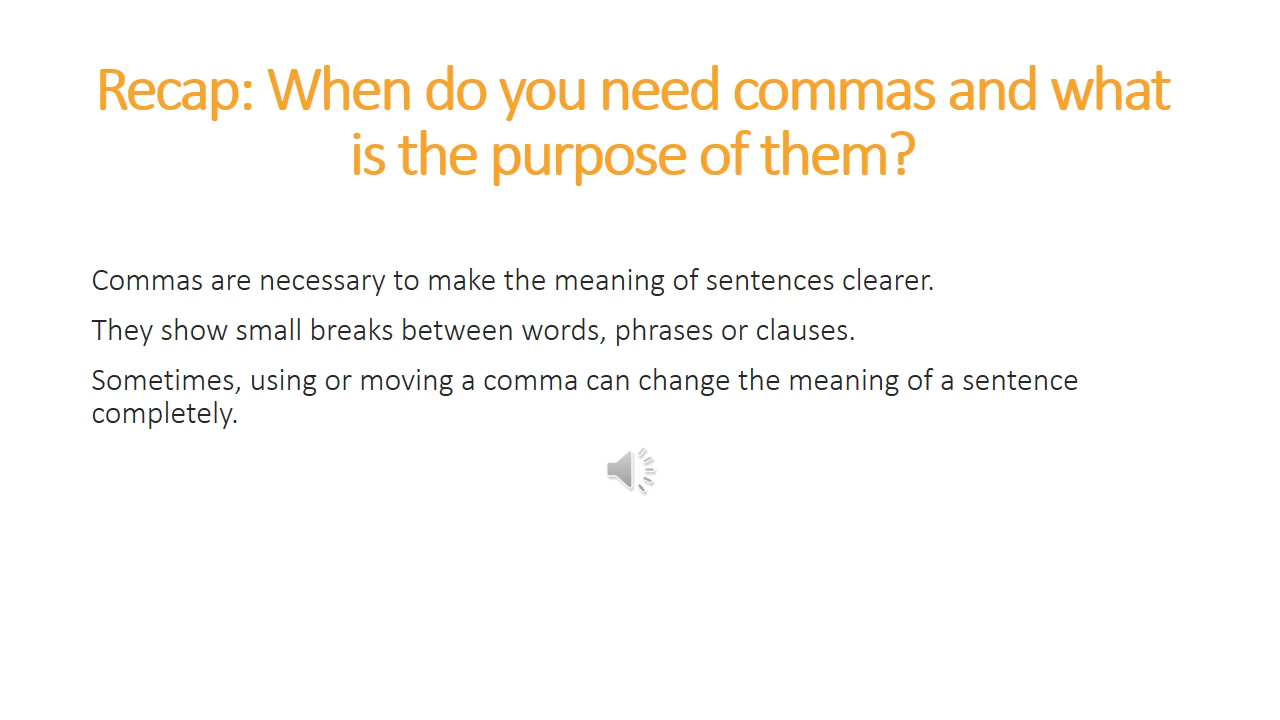 Recap: When do you need commas and what
is the purpose of them?
Commas are necessary to make the meaning of sentences clearer.
They show small breaks between words, phrases or clauses.
Sometimes, using or moving a comma can change the meaning of a sentence
completely.